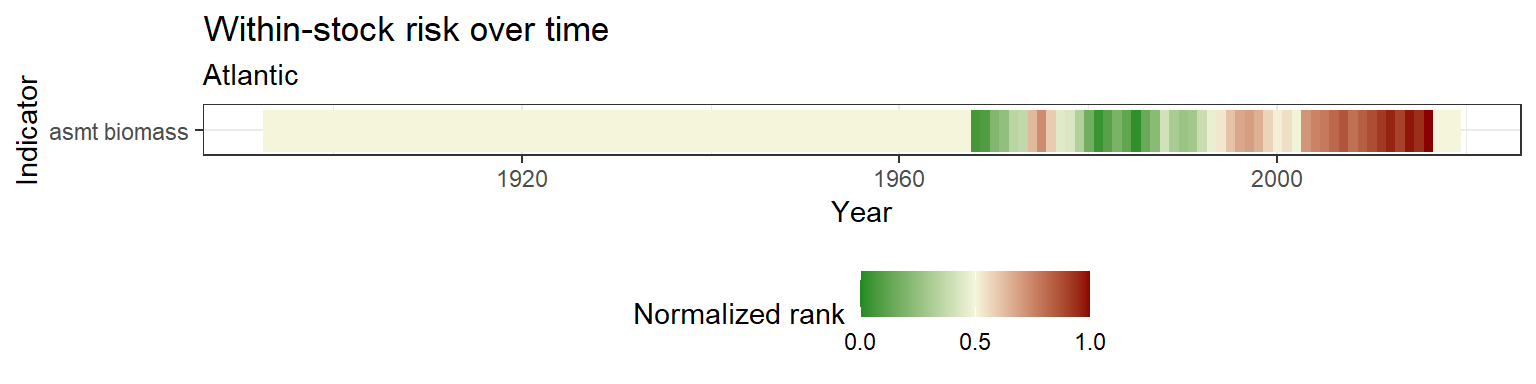 Within-stock risk over time
Atlantic
Indicator
asmt biomass
1920 1960 2000
Year
Normalized rank
0.0 0.5 1.0